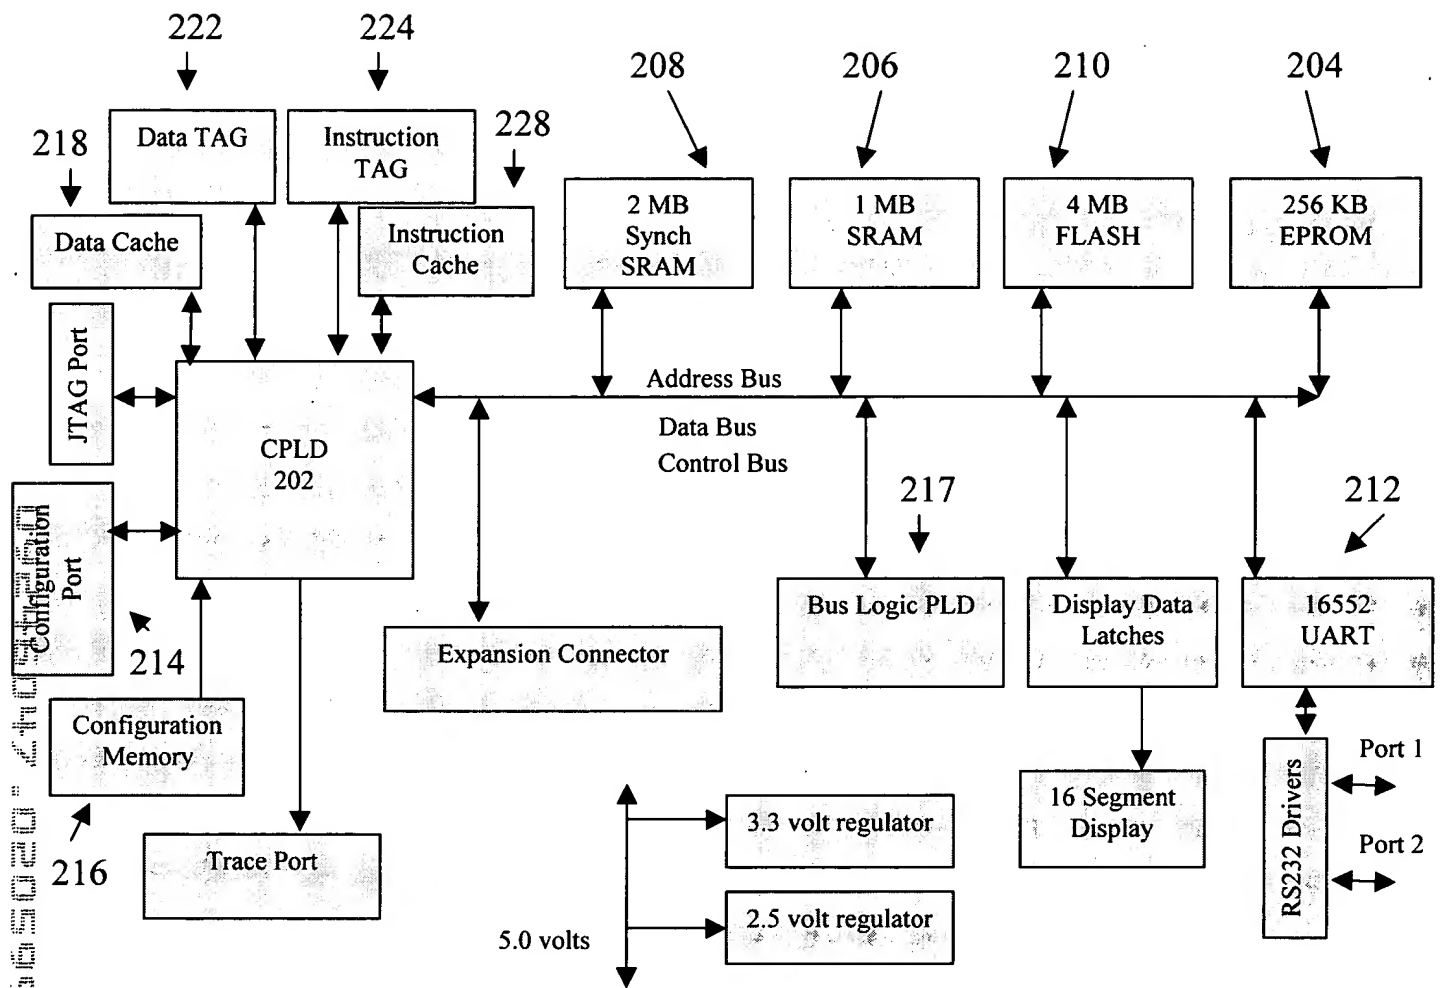 222
224
208
206
210
204
218
Data TAG
Instruction
TAG
228
Data Cache
Instruction
Cache
2 MB
Synch
SRAM
1 MB
SRAM
4 MB
FLASH
256 KB
EPROM
JTAG Port
Address Bus
Data Bus
Control Bus
CPLD
202
Configuration
Port
214
217
212
Expansion Connector
Bus Logic PLD
Display Data
Latches
16552
UART
Configuration
Memory
216
Trace Port
5.0 volts
3.3 volt regulator
2.5 volt regulator
16 Segment
Display
RS232 Drivers
Port 1
Port 2